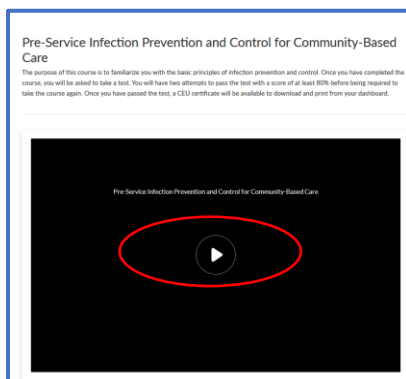 Pre-Service Infection Prevention and Control for Community-Based
Care
The purpose of this course is to familiarize you with the basic principles of infection prevention and control. Once you have completed the
course, you will be asked to take a test. You will have two attempts to pass the test with a score of at least 80% before being required to
take the course again. Once you have passed the test, a CEU certificate will be available to download and print from your dashboard.
Pre-Service Infection Prevention and Control for Community-Based Care